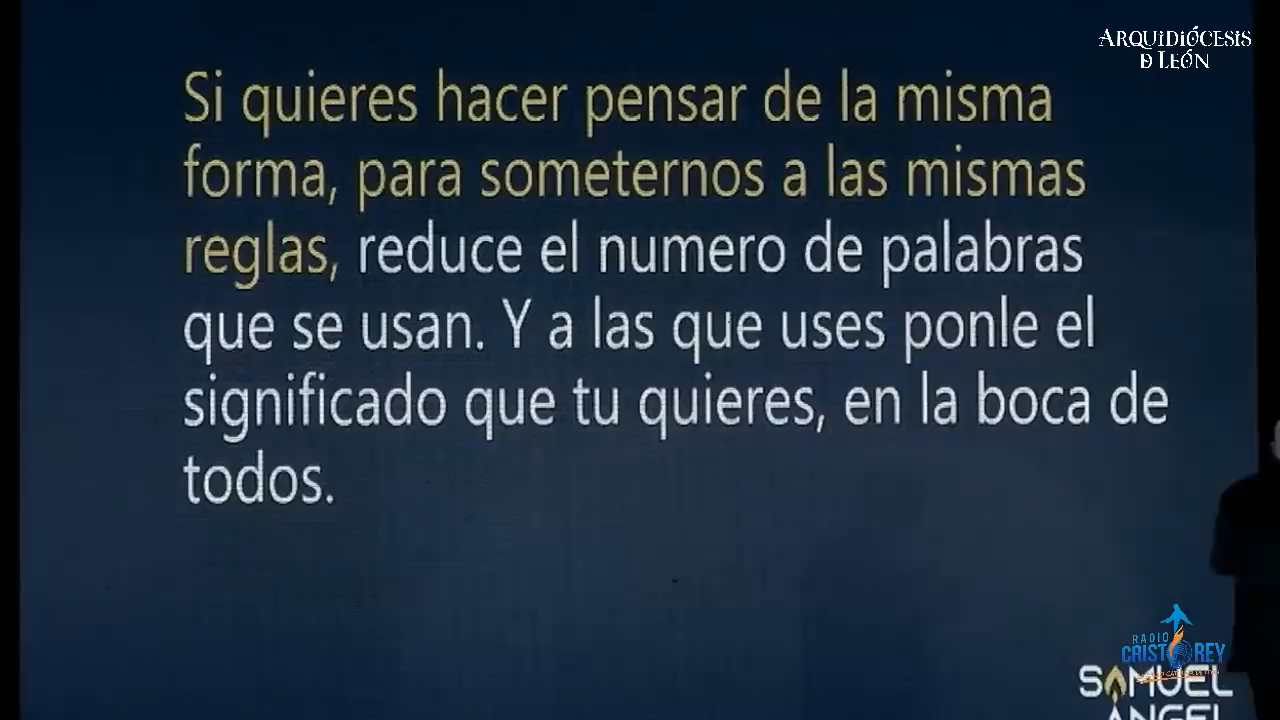 ARQUIDIÓCESIS
D LEÓN
Si quieres hacer pensar de la misma
forma, para someternos a las mismas
reglas, reduce el numero de palabras
que se usan. Y a las que uses ponle el
significado que tu quieres, en la boca de
todos.
RADIO
CRISTO REY
SAMUEL
ANGEL